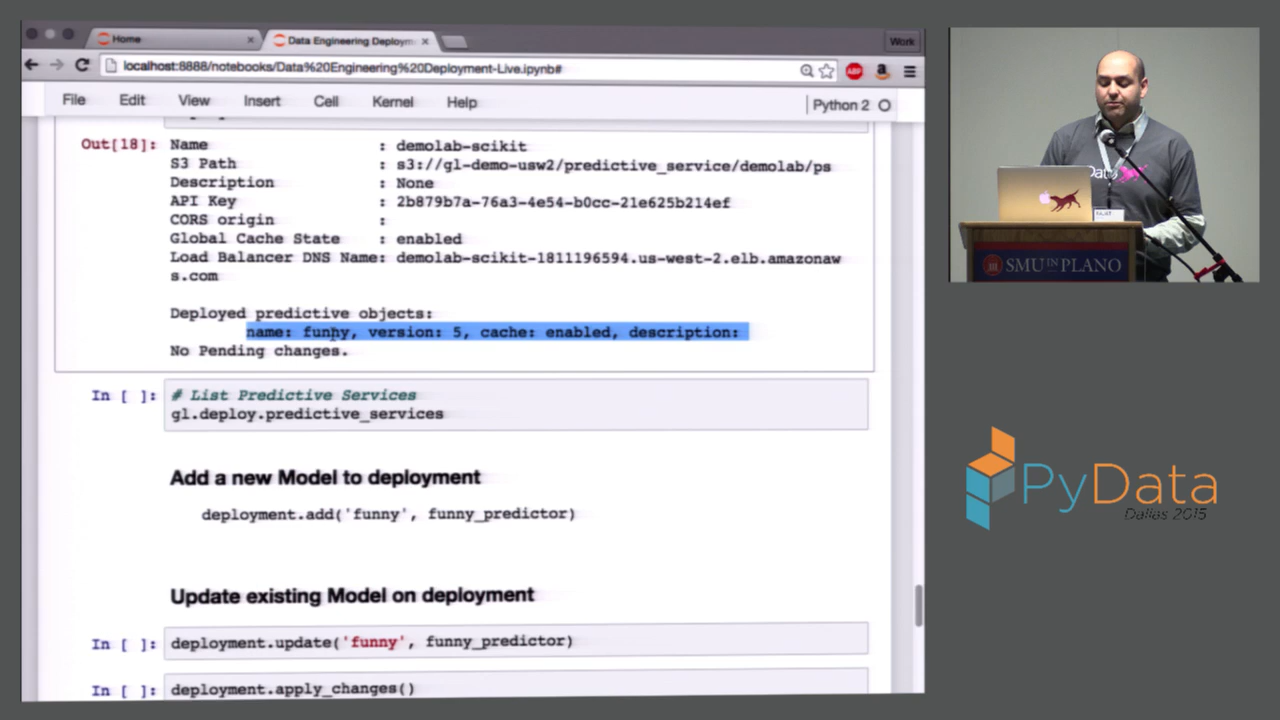 Home
Data Engineering Deploym
Work
localhost:8888/notebooks/Data%20Engineering%20Deployment-Live.ipynb#
ABP
a
File Edit View Insert Cell Kernel Help
Python 2
Out[18]: Name : demolab-scikit
S3 Path : s3://gl-demo-usw2/predictive_service/demolab/ps
Description : None
API Key : 2b879b7a-76a3-4e54-b0cc-21e625b214ef
CORS origin :
Global Cache State : enabled
Load Balancer DNS Name: demolab-scikit-1811196594.us-west-2.elb.amazonaw
s.com
Deployed predictive objects:
name: funny, version: 5, cache: enabled, description:
No Pending changes.
In [ ]: # List Predictive Services
gl.deploy.predictive_services
Add a new Model to deployment
deployment.add('funny', funny_predictor)
Update existing Model on deployment
In [ ]: deployment.update('funny', funny_predictor)
In [ ]: deployment.apply_changes()
Dat
SMU IN PLANO
PyData
Dallas 2015